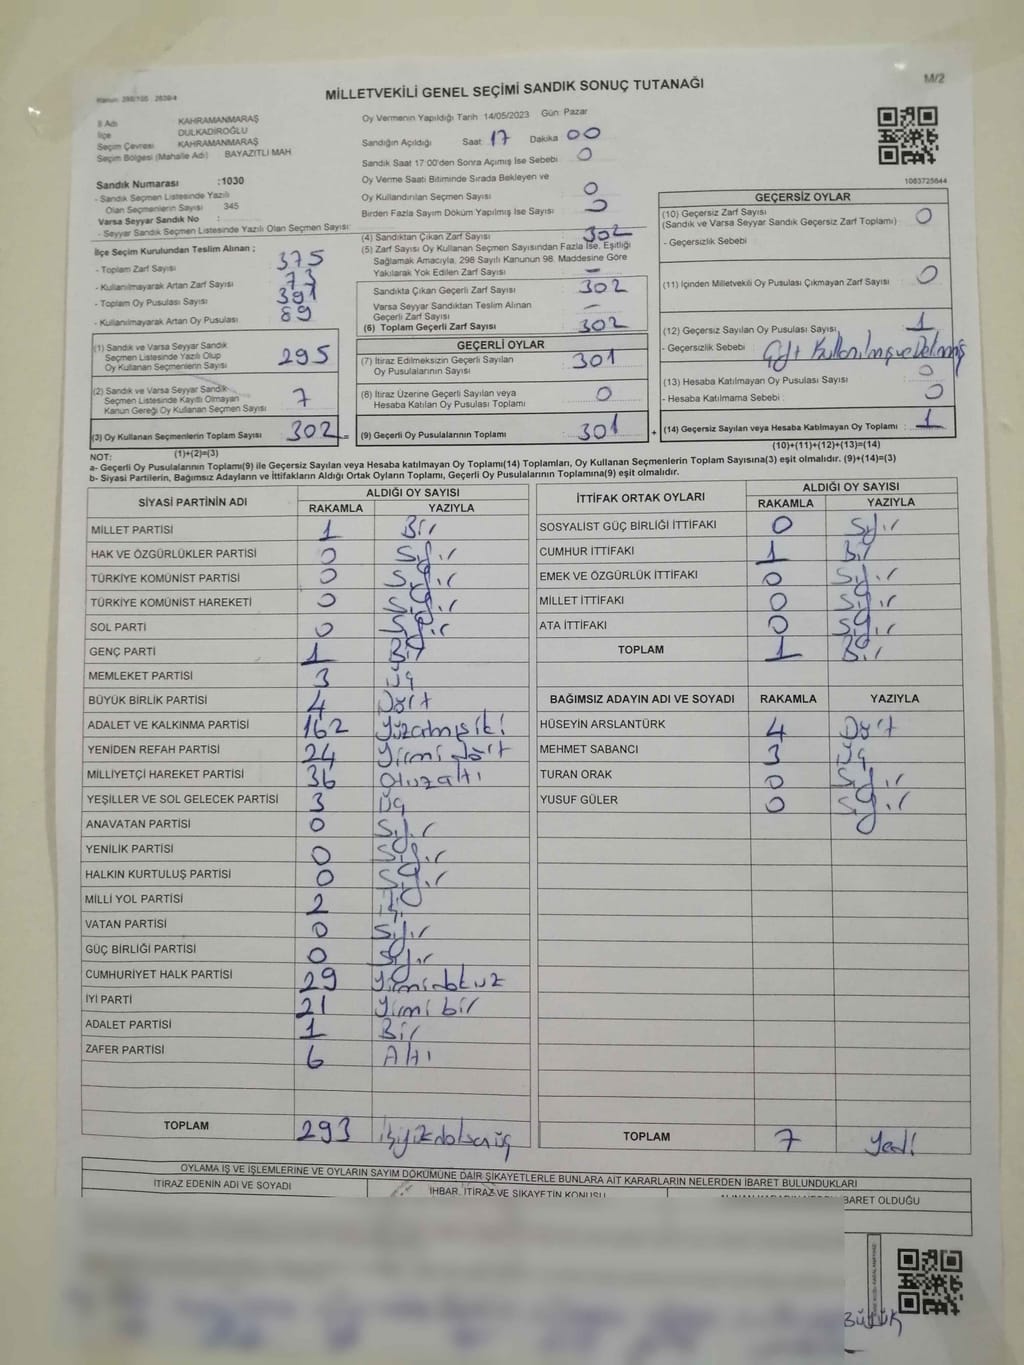 M/2
MİLLETVEKİLİ GENEL SEÇİMİ SANDIK SONUÇ TUTANAĞI
İl Adı KAHRAMANMARAŞ
İlçe DULKADİROĞLU
Seçim Çevresi KAHRAMANMARAŞ
Seçim Bölgesi (Mahalle Adı) BAYAZITLI MAH
Sandık Numarası :1030
- Sandık Seçmen Listesinde Yazılı
Olan Seçmenlerin Sayısı 345
Varsa Seyyar Sandık No :
- Seyyar Sandık Seçmen Listesinde Yazılı Olan Seçmen Sayısı:
İlçe Seçim Kurulundan Teslim Alınan ;
- Toplam Zarf Sayısı 375
- Kullanılmayarak Artan Zarf Sayısı 73
- Toplam Oy Pusulası Sayısı 391
- Kullanılmayarak Artan Oy Pusulası 89
(1) Sandık ve Varsa Seyyar Sandık
Seçmen Listesinde Yazılı Olup
Oy Kullanan Seçmenlerin Sayısı 295
(2) Sandık ve Varsa Seyyar Sandık
Seçmen Listesinde Kayıtlı Olmayan
Kanun Gereği Oy Kullanan Seçmen Sayısı 7
(3) Oy Kullanan Seçmenlerin Toplam Sayısı 302 =
(1)+(2)=(3)
Oy Vermenin Yapıldığı Tarih 14/05/2023 Gün Pazar
Sandığın Açıldığı Saat 17 Dakika 00
Sandık Saat 17:00'den Sonra Açımış İse Sebebi 0
Oy Verme Saati Bitiminde Sırada Bekleyen ve
Oy Kullandırılan Seçmen Sayısı 0
Birden Fazla Sayım Döküm Yapılmış İse Sayısı 0
(4) Sandıktan Çıkan Zarf Sayısı 302
(5) Zarf Sayısı Oy Kullanan Seçmen Sayısından Fazla İse, Eşitliği
Sağlamak Amacıyla, 298 Sayılı Kanunun 98. Maddesine Göre
Yakılarak Yok Edilen Zarf Sayısı -
Sandıkta Çıkan Geçerli Zarf Sayısı 302
Varsa Seyyar Sandıktan Teslim Alınan
Geçerli Zarf Sayısı -
(6) Toplam Geçerli Zarf Sayısı 302
GEÇERLİ OYLAR
(7) İtiraz Edilmeksizin Geçerli Sayılan
Oy Pusulalarının Sayısı 301
(8) İtiraz Üzerine Geçerli Sayılan veya
Hesaba Katılan Oy Pusulası Toplamı 0
(9) Geçerli Oy Pusulalarının Toplamı 301 +
1063725644
GEÇERSİZ OYLAR
(10) Geçersiz Zarf Sayısı
(Sandık ve Varsa Seyyar Sandık Geçersiz Zarf Toplamı) 0
- Geçersizlik Sebebi
(11) İçinden Milletvekili Oy Pusulası Çıkmayan Zarf Sayısı 0
(12) Geçersiz Sayılan Oy Pusulası Sayısı 1
- Geçersizlik Sebebi Çift Kullanılmış ve Delinmiş
(13) Hesaba Katılmayan Oy Pusulası Sayısı 0
- Hesaba Katılmama Sebebi 0
(14) Geçersiz Sayılan veya Hesaba Katılmayan Oy Toplamı 1
(10)+(11)+(12)+(13)=(14)
NOT:
a- Geçerli Oy Pusulalarının Toplamı(9) ile Geçersiz Sayılan veya Hesaba katılmayan Oy Toplamı(14) Toplamları, Oy Kullanan Seçmenlerin Toplam Sayısına(3) eşit olmalıdır. (9)+(14)=(3)
b- Siyasi Partilerin, Bağımsız Adayların ve İttifakların Aldığı Ortak Oyların Toplamı, Geçerli Oy Pusulalarının Toplamına(9) eşit olmalıdır.
SİYASİ PARTİNİN ADI ALDIĞI OY SAYISI
RAKAMLA YAZIYLA
MİLLET PARTİSİ 1 Bir
HAK VE ÖZGÜRLÜKLER PARTİSİ 0 Sıfır
TÜRKİYE KOMÜNİST PARTİSİ 0 Sıfır
TÜRKİYE KOMÜNİST HAREKETİ 0 Sıfır
SOL PARTİ 0 Sıfır
GENÇ PARTİ 1 Bir
MEMLEKET PARTİSİ 3 Üç
BÜYÜK BİRLİK PARTİSİ 4 Dört
ADALET VE KALKINMA PARTİSİ 162 Yüzatmışiki
YENİDEN REFAH PARTİSİ 24 Yirmi dört
MİLLİYETÇİ HAREKET PARTİSİ 36 Otuzaltı
YEŞİLLER VE SOL GELECEK PARTİSİ 3 Üç
ANAVATAN PARTİSİ 0 Sıfır
YENİLİK PARTİSİ 0 Sıfır
HALKIN KURTULUŞ PARTİSİ 0 Sıfır
MİLLİ YOL PARTİSİ 2 İki
VATAN PARTİSİ 0 Sıfır
GÜÇ BİRLİĞİ PARTİSİ 0 Sıfır
CUMHURİYET HALK PARTİSİ 29 Yirmidokuz
İYİ PARTİ 21 Yirmi bir
ADALET PARTİSİ 1 Bir
ZAFER PARTİSİ 6 Altı
TOPLAM 293
İTTİFAK ORTAK OYLARI ALDIĞI OY SAYISI
RAKAMLA YAZIYLA
SOSYALİST GÜÇ BİRLİĞİ İTTİFAKI 0 Sıfır
CUMHUR İTTİFAKI 1 Bir
EMEK VE ÖZGÜRLÜK İTTİFAKI 0 Sıfır
MİLLET İTTİFAKI 0 Sıfır
ATA İTTİFAKI 0 Sıfır
TOPLAM 1 Bir
BAĞIMSIZ ADAYIN ADI VE SOYADI RAKAMLA YAZIYLA
HÜSEYİN ARSLANTÜRK 4 Dört
MEHMET SABANCI 3 Üç
TURAN ORAK 0 Sıfır
YUSUF GÜLER 0 Sıfır
TOPLAM 7 Yedi
OYLAMA İŞ VE İŞLEMLERİNE VE OYLARIN SAYIM DÖKÜMÜNE DAİR ŞİKAYETLERLE BUNLARA AİT KARARLARIN NELERDEN İBARET BULUNDUKLARI
İTİRAZ EDENİN ADI VE SOYADI İHBAR, İTİRAZ VE ŞİKAYETİN KONUSU
BARET OLDUĞU